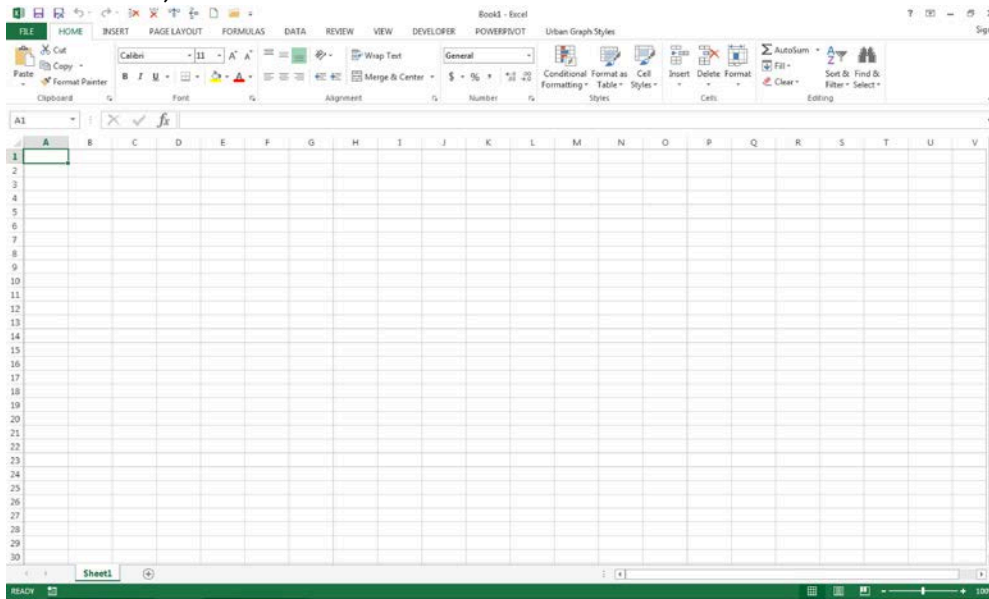 Book1 - Excel
FILE HOME INSERT PAGE LAYOUT FORMULAS DATA REVIEW VIEW DEVELOPER POWERPIVOT Urban Graph Styles
Cut
Copy
Format Painter
Paste
Calibri 11
B I U
Wrap Text
Merge & Center
General
$ %
Conditional Formatting
Format as Table
Cell Styles
Insert Delete Format
AutoSum
Fill
Clear
Sort & Filter
Find & Select
Clipboard Font Alignment Number Styles Cells Editing
A1 fx
A B C D E F G H I J K L M N O P Q R S T U V
1
2
3
4
5
6
7
8
9
10
11
12
13
14
15
16
17
18
19
20
21
22
23
24
25
26
27
28
29
30
Sheet1
READY